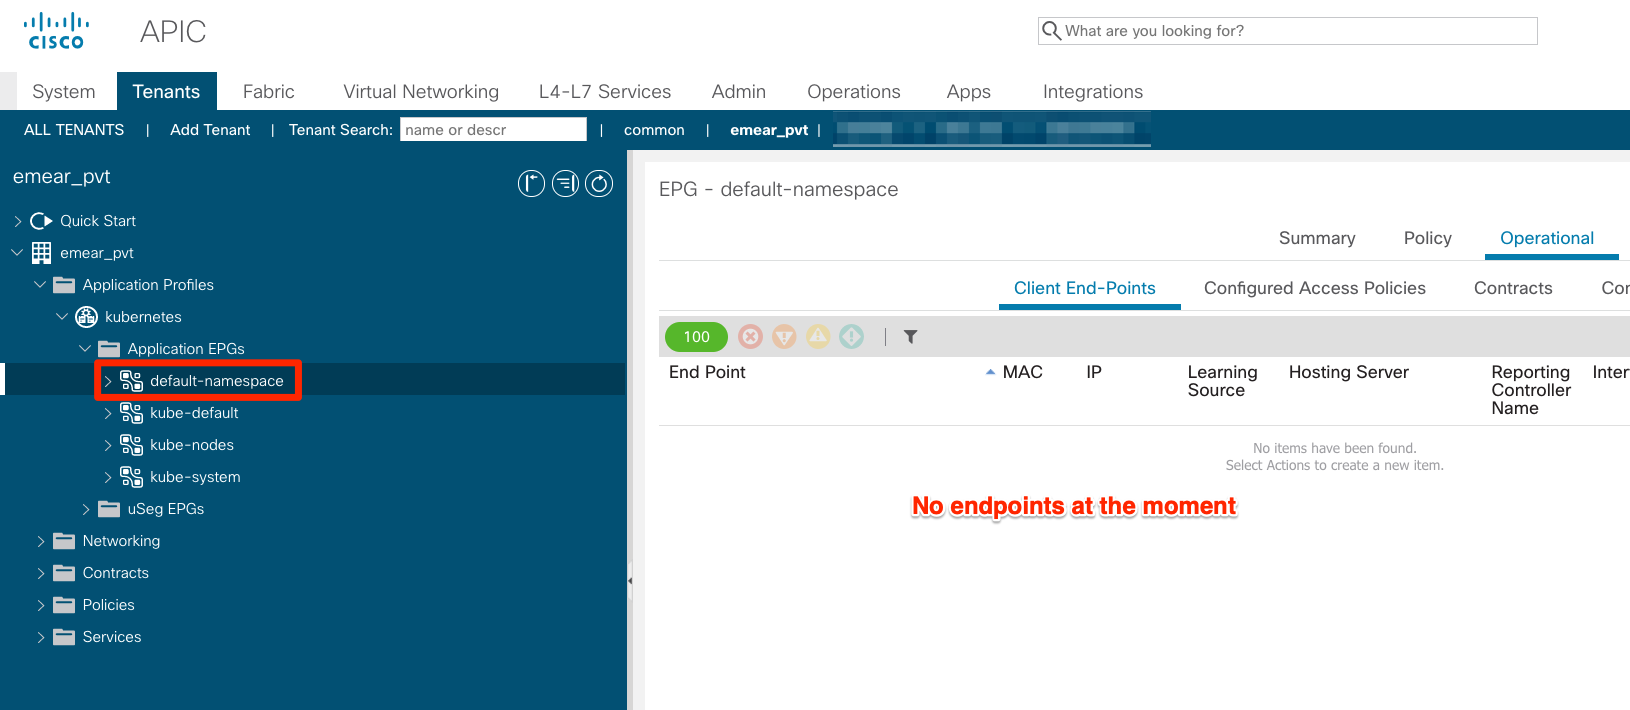 CISCO
APIC
What are you looking for?
System
Tenants
Fabric
Virtual Networking
L4-L7 Services
Admin
Operations
Apps
Integrations
ALL TENANTS | Add Tenant | Tenant Search: name or descr | common | emear_pvt |
emear_pvt
Quick Start
emear_pvt
Application Profiles
kubernetes
Application EPGs
default-namespace
kube-default
kube-nodes
kube-system
uSeg EPGs
Networking
Contracts
Policies
Services
EPG - default-namespace
Summary
Policy
Operational
Client End-Points
Configured Access Policies
Contracts
Con
100
End Point
MAC
IP
Learning
Source
Hosting Server
Reporting
Controller
Name
Inter
No items have been found.
Select Actions to create a new item.
No endpoints at the moment